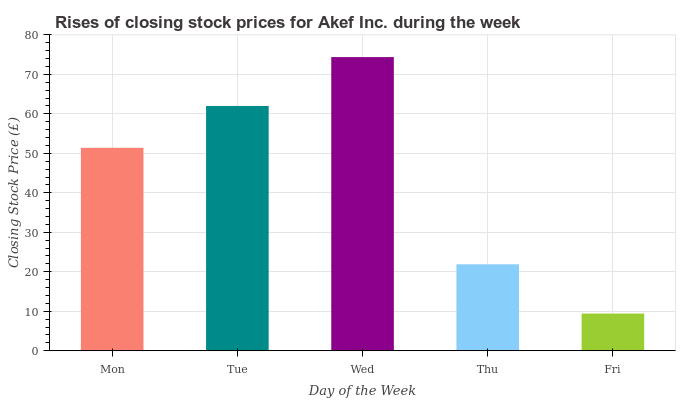 Rises of closing stock prices for Akef Inc. during the week
Closing Stock Price (£)
80
70
60
50
40
30
20
10
0
Mon Tue Wed Thu Fri
Day of the Week